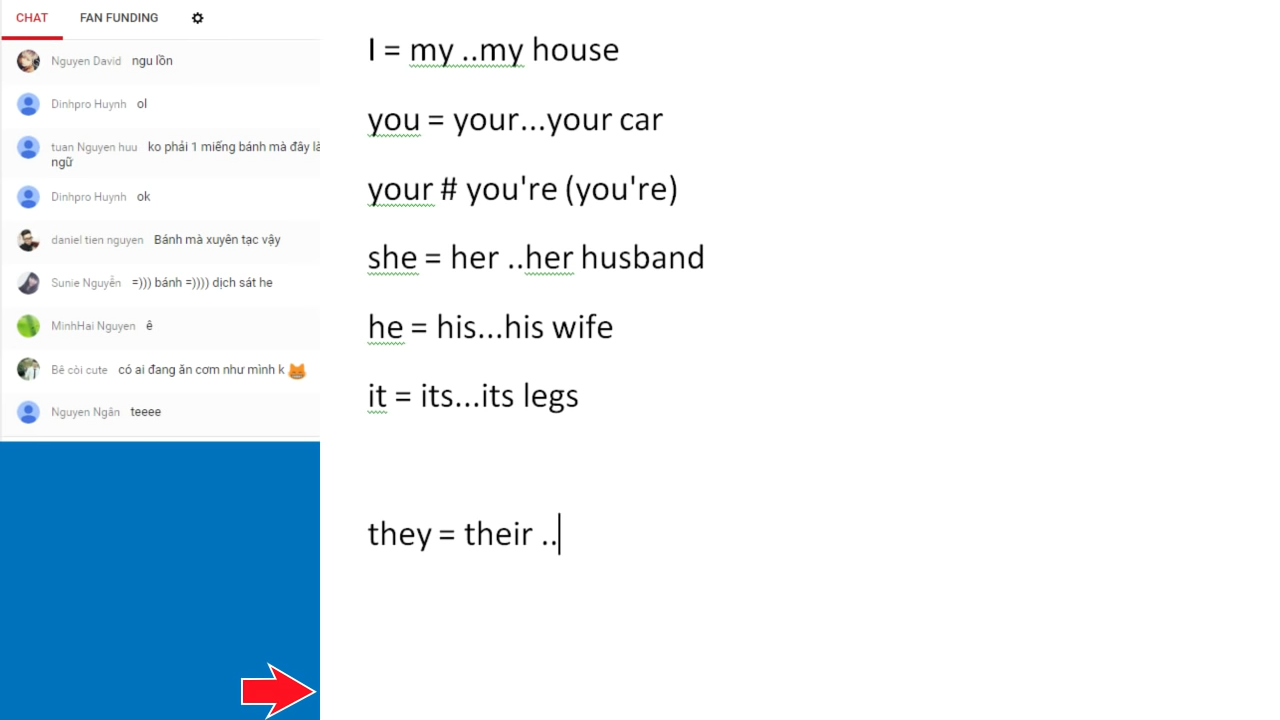 CHAT FAN FUNDING
Nguyen David ngu lồn
Dinhpro Huynh ol
tuan Nguyen huu ko phải 1 miếng bánh mà đây là
ngữ
Dinhpro Huynh ok
daniel tien nguyen Bánh mà xuyên tạc vậy
Sunie Nguyễn =))) bánh =)))) dịch sát he
MinhHai Nguyen ê
Bê còi cute có ai đang ăn cơm như mình k
Nguyen Ngân teeee
I = my ..my house
you = your...your car
your # you're (you're)
she = her ..her husband
he = his...his wife
it = its...its legs
they = their ..